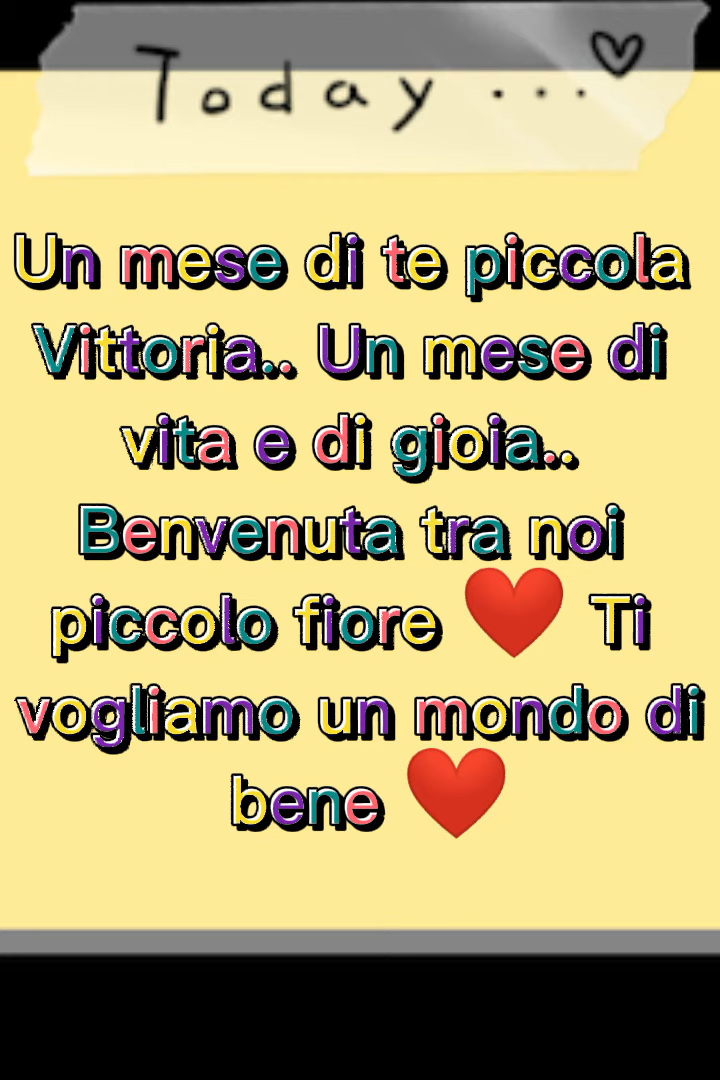 Today ...♡
Un mese di te piccola
Vittoria.. Un mese di
vita e di gioia..
Benvenuta tra noi
piccolo fiore ❤️ Ti
vogliamo un mondo di
bene ❤️